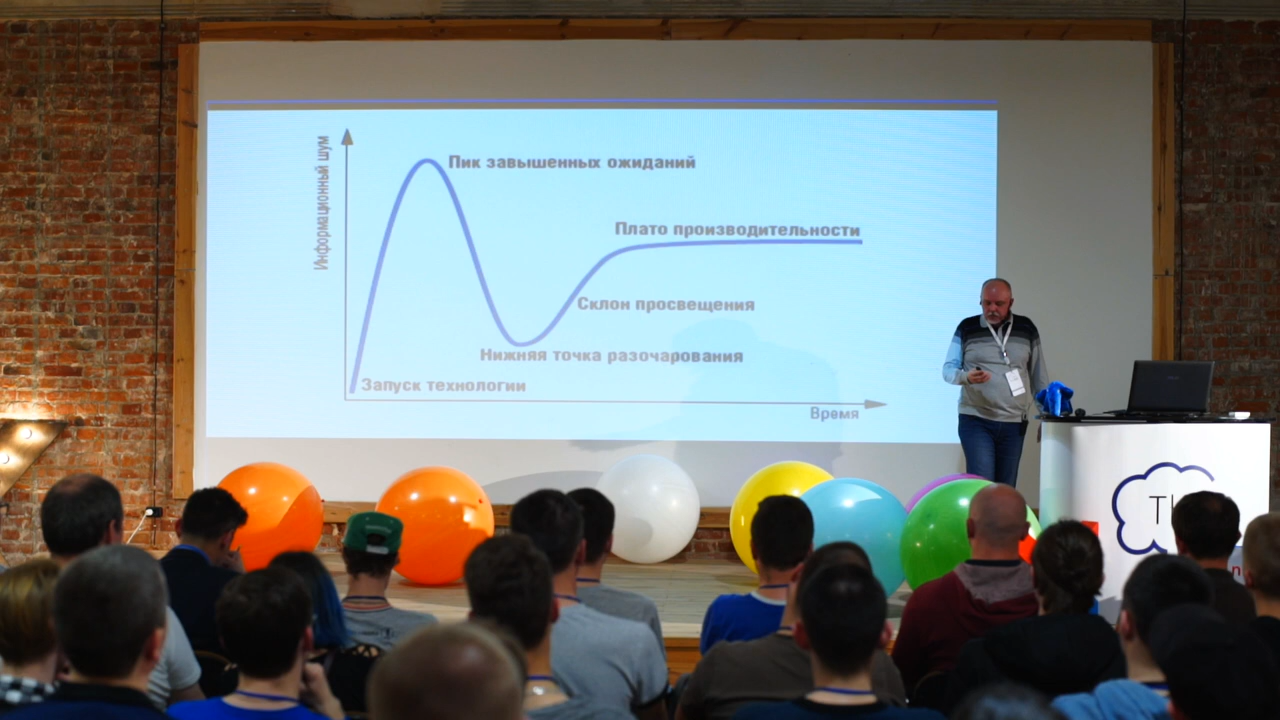 Информационный шум
Пик завышенных ожиданий
Плато производительности
Склон просвещения
Нижняя точка разочарования
Запуск технологии
Время